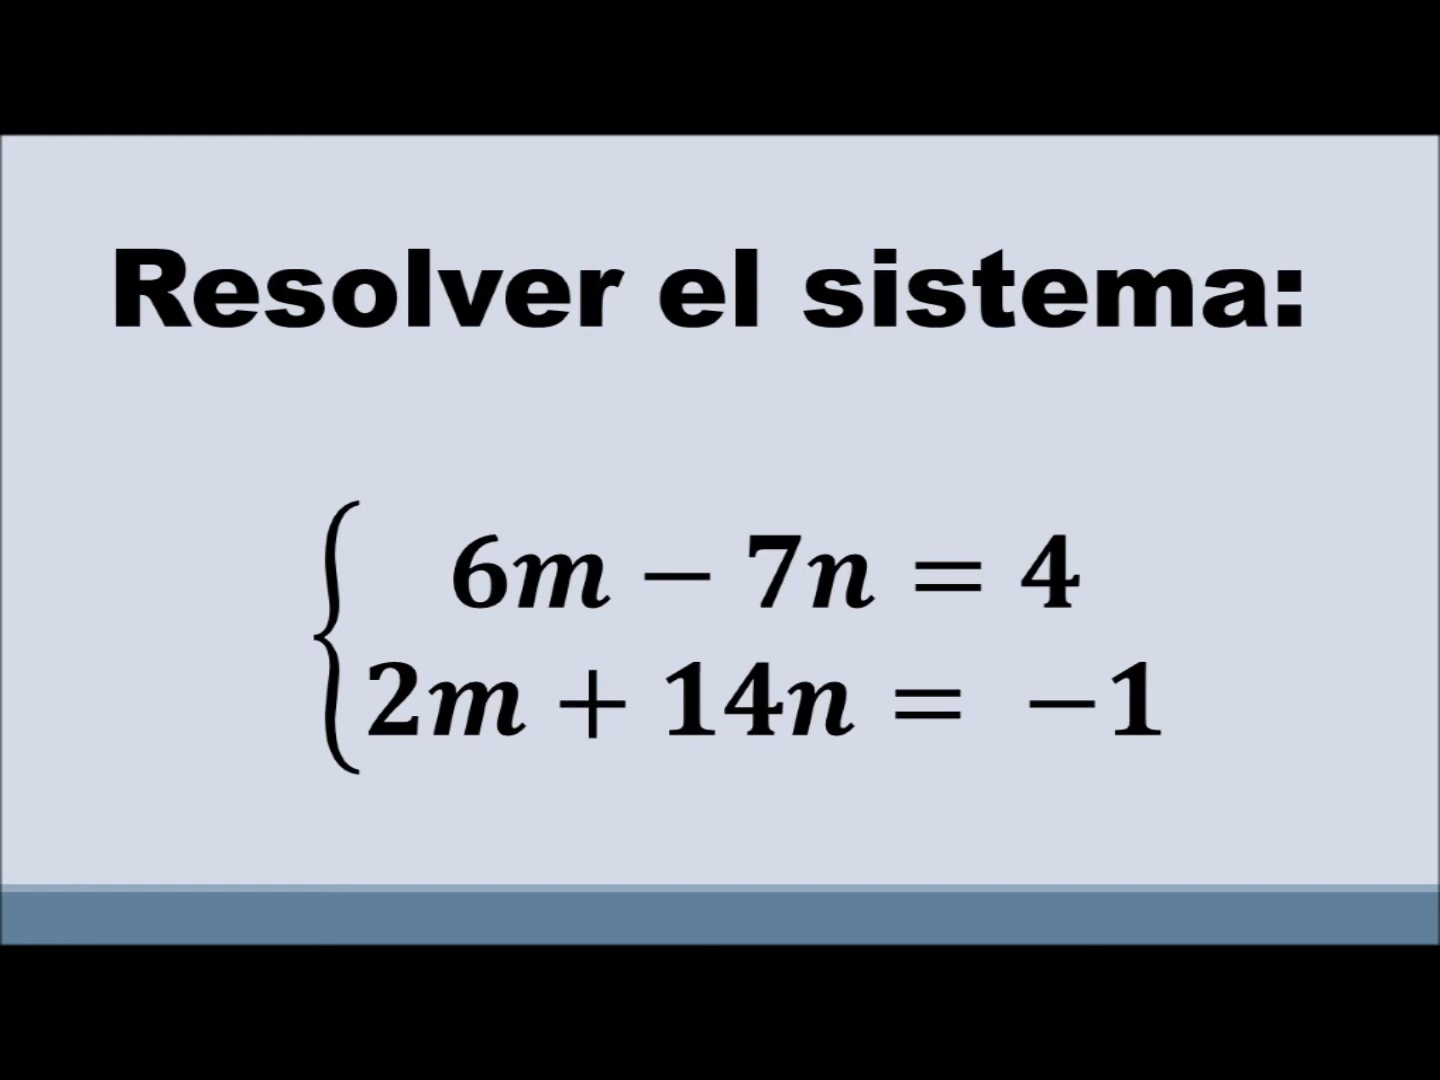 Resolver el sistema:
6m − 7n = 4
2m + 14n = −1